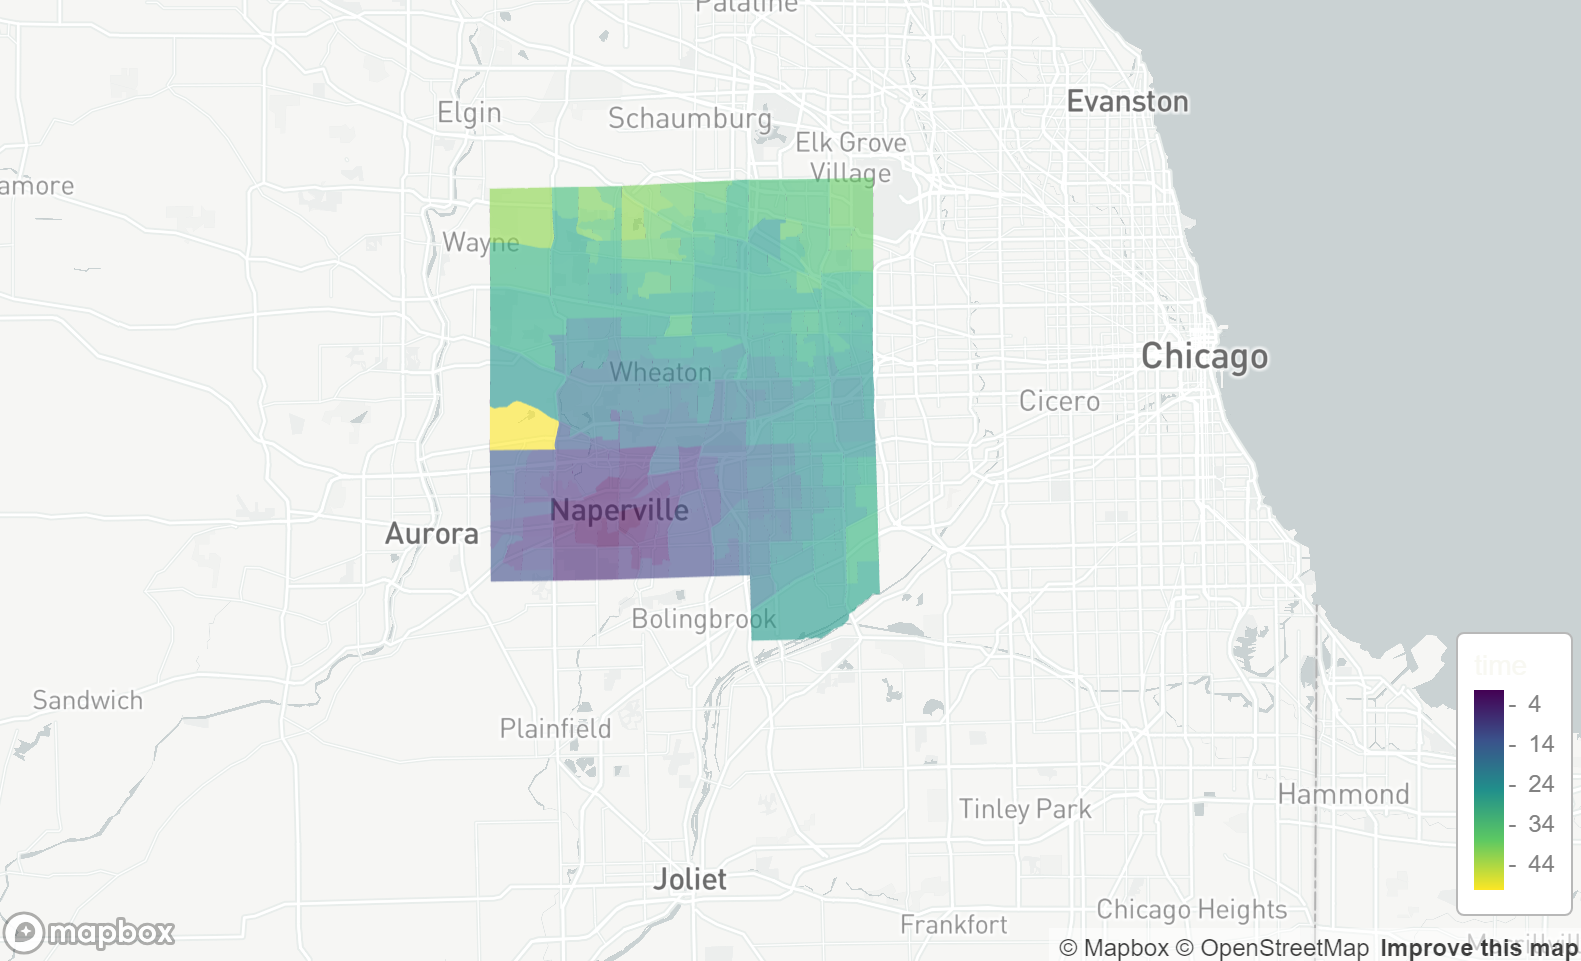 Palatine
Elgin
Schaumburg
Evanston
Elk Grove
Village
amore
Wayne
Chicago
Wheaton
Cicero
Naperville
Aurora
Bolingbrook
time
4
14
24
34
44
Sandwich
Plainfield
Hammond
Tinley Park
Joliet
Chicago Heights
Frankfort
mapbox
© Mapbox © OpenStreetMap Improve this map